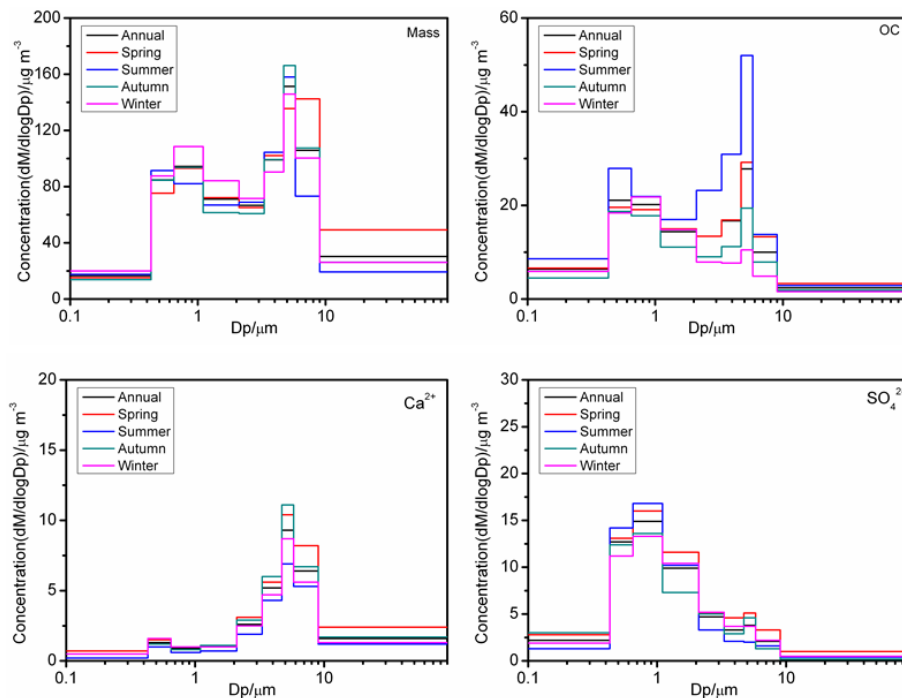 Mass
Annual
Spring
Summer
Autumn
Winter
Concentration(dM/dlogDp)/μg m⁻³
200
160
120
80
40
0
0.1
1
10
Dp/μm
OC
Annual
Spring
Summer
Autumn
Winter
Concentration(dM/dlogDp)/μg m⁻³
60
50
40
30
20
10
0
0.1
1
10
Dp/μm
Ca²⁺
Annual
Spring
Summer
Autumn
Winter
Concentration(dM/dlogDp)/μg m⁻³
20
15
10
5
0
0.1
1
10
Dp/μm
SO₄²
Annual
Spring
Summer
Autumn
Winter
Concentration(dM/dlogDp)/μg m⁻³
30
25
20
15
10
5
0
0.1
1
10
Dp/μm